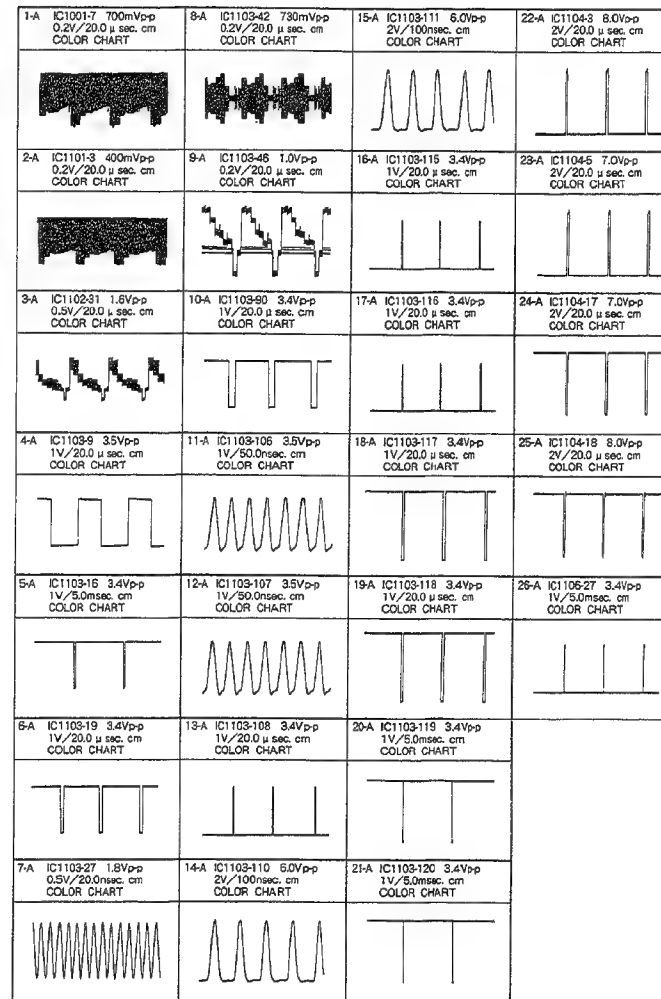 1-A IC1001-7 700mVp-p
0.2V/20.0 μ sec. cm
COLOR CHART
2-A IC1101-3 400mVp-p
0.2V/20.0 μ sec. cm
COLOR CHART
3-A IC1102-31 1.6Vp-p
0.5V/20.0 μ sec. cm
COLOR CHART
4-A IC1103-9 3.5Vp-p
1V/20.0 μ sec. cm
COLOR CHART
5-A IC1103-16 3.4Vp-p
1V/5.0msec. cm
COLOR CHART
6-A IC1103-19 3.4Vp-p
1V/20.0 μ sec. cm
COLOR CHART
7-A IC1103-27 1.8Vp-p
0.5V/20.0nsec. cm
COLOR CHART
8-A IC1103-42 730mVp-p
0.2V/20.0 μ sec. cm
COLOR CHART
9-A IC1103-46 1.0Vp-p
0.2V/20.0 μ sec. cm
COLOR CHART
10-A IC1103-90 3.4Vp-p
1V/20.0 μ sec. cm
COLOR CHART
11-A IC1103-106 3.5Vp-p
1V/50.0nsec. cm
COLOR CHART
12-A IC1103-107 3.5Vp-p
1V/50.0nsec. cm
COLOR CHART
13-A IC1103-108 3.4Vp-p
1V/20.0 μ sec. cm
COLOR CHART
14-A IC1103-110 6.0Vp-p
2V/100nsec. cm
COLOR CHART
15-A IC1103-111 6.0Vp-p
2V/100nsec. cm
COLOR CHART
16-A IC1103-115 3.4Vp-p
1V/20.0 μ sec. cm
COLOR CHART
17-A IC1103-116 3.4Vp-p
1V/20.0 μ sec. cm
COLOR CHART
18-A IC1103-117 3.4Vp-p
1V/20.0 μ sec. cm
COLOR CHART
19-A IC1103-118 3.4Vp-p
1V/20.0 μ sec. cm
COLOR CHART
20-A IC1103-119 3.4Vp-p
1V/5.0msec. cm
COLOR CHART
21-A IC1103-120 3.4Vp-p
1V/5.0msec. cm
COLOR CHART
22-A IC1104-3 8.0Vp-p
2V/20.0 μ sec. cm
COLOR CHART
23-A IC1104-5 7.0Vp-p
2V/20.0 μ sec. cm
COLOR CHART
24-A IC1104-17 7.0Vp-p
2V/20.0 μ sec. cm
COLOR CHART
25-A IC1104-18 8.0Vp-p
2V/20.0 μ sec. cm
COLOR CHART
26-A IC1106-27 3.4Vp-p
1V/5.0msec. cm
COLOR CHART